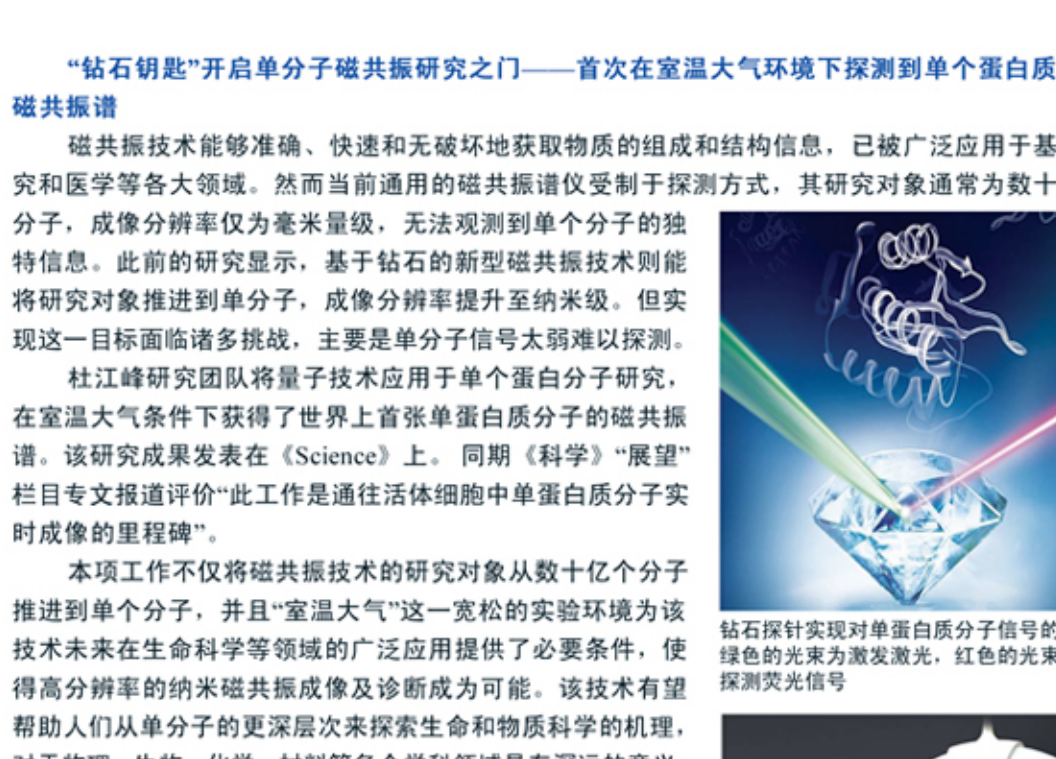 “钻石钥匙”开启单分子磁共振研究之门——首次在室温大气环境下探测到单个蛋白质
磁共振谱
磁共振技术能够准确、快速和无破坏地获取物质的组成和结构信息，已被广泛应用于基
究和医学等各大领域。然而当前通用的磁共振谱仪受制于探测方式，其研究对象通常为数十
分子，成像分辨率仅为毫米量级，无法观测到单个分子的独
特信息。此前的研究显示，基于钻石的新型磁共振技术则能
将研究对象推进到单分子，成像分辨率提升至纳米级。但实
现这一目标面临诸多挑战，主要是单分子信号太弱难以探测。
杜江峰研究团队将量子技术应用于单个蛋白分子研究，
在室温大气条件下获得了世界上首张单蛋白质分子的磁共振
谱。该研究成果发表在《Science》上。 同期《科学》“展望”
栏目专文报道评价“此工作是通往活体细胞中单蛋白质分子实
时成像的里程碑”。
本项工作不仅将磁共振技术的研究对象从数十亿个分子
推进到单个分子，并且“室温大气”这一宽松的实验环境为该
技术未来在生命科学等领域的广泛应用提供了必要条件，使
得高分辨率的纳米磁共振成像及诊断成为可能。该技术有望
帮助人们从单分子的更深层次来探索生命和物质科学的机理，
钻石探针实现对单蛋白质分子信号的
绿色的光束为激发激光，红色的光束
探测荧光信号